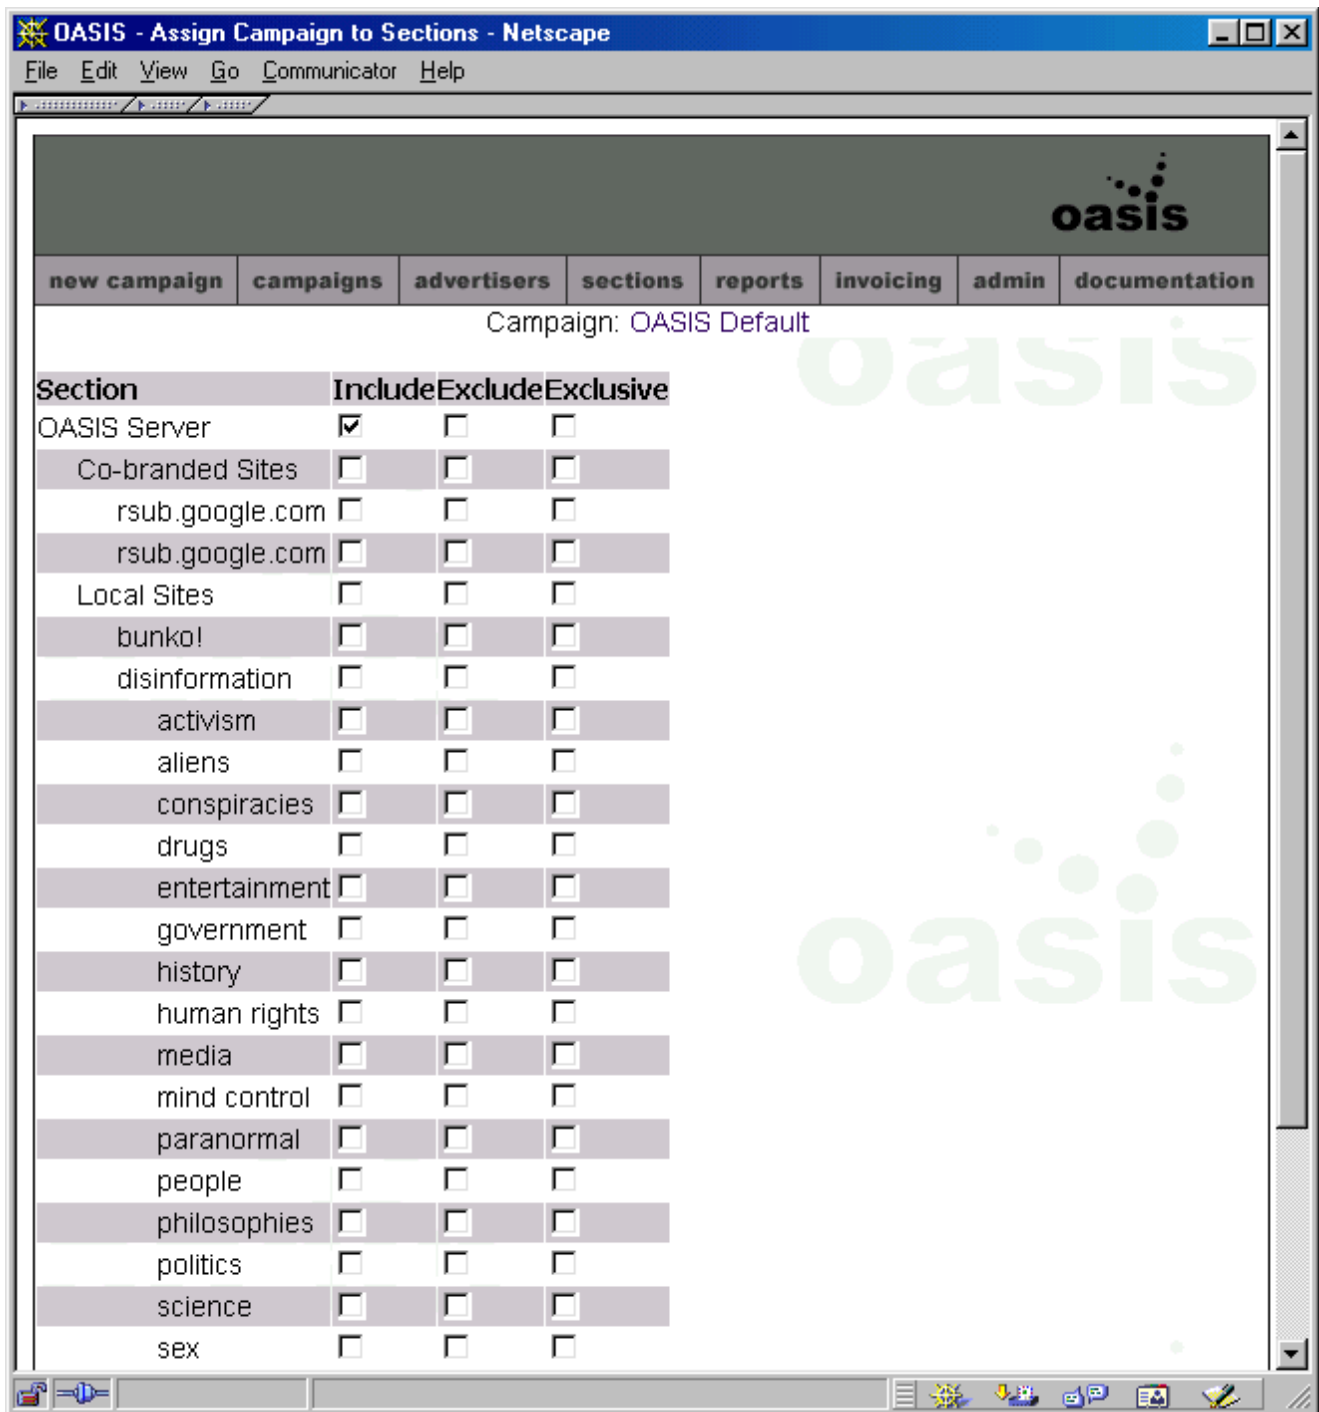 OASIS - Assign Campaign to Sections - Netscape
File Edit View Go Communicator Help
oasis
new campaign campaigns advertisers sections reports invoicing admin documentation
Campaign: OASIS Default
oasis
Section Include Exclude Exclusive
OASIS Server
Co-branded Sites
rsub.google.com
rsub.google.com
Local Sites
bunko!
disinformation
activism
aliens
conspiracies
drugs
entertainment
government
oasis
history
human rights
media
mind control
paranormal
people
philosophies
politics
science
sex